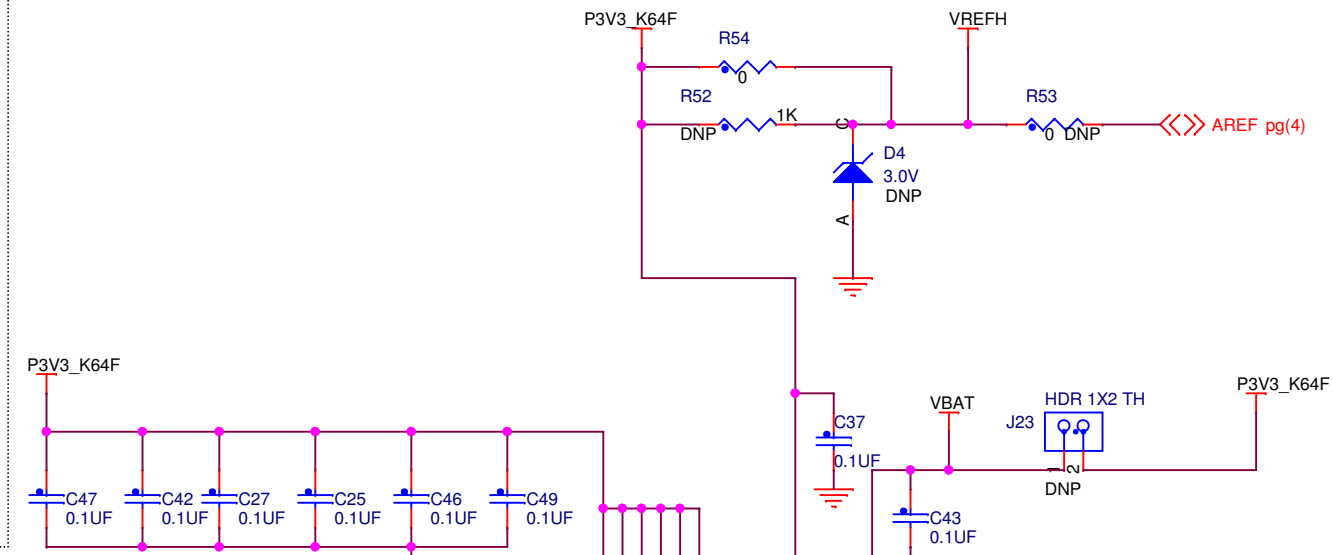 P3V3_K64F
VREFH
R54
0
R52
1K
DNP
R53
0 DNP
AREF pg(4)
C
D4
3.0V
DNP
A
P3V3_K64F
C37
0.1UF
VBAT
HDR 1X2 TH
J23
1
2
DNP
P3V3_K64F
C47
0.1UF
C42
0.1UF
C27
0.1UF
C25
0.1UF
C46
0.1UF
C49
0.1UF
C43
0.1UF